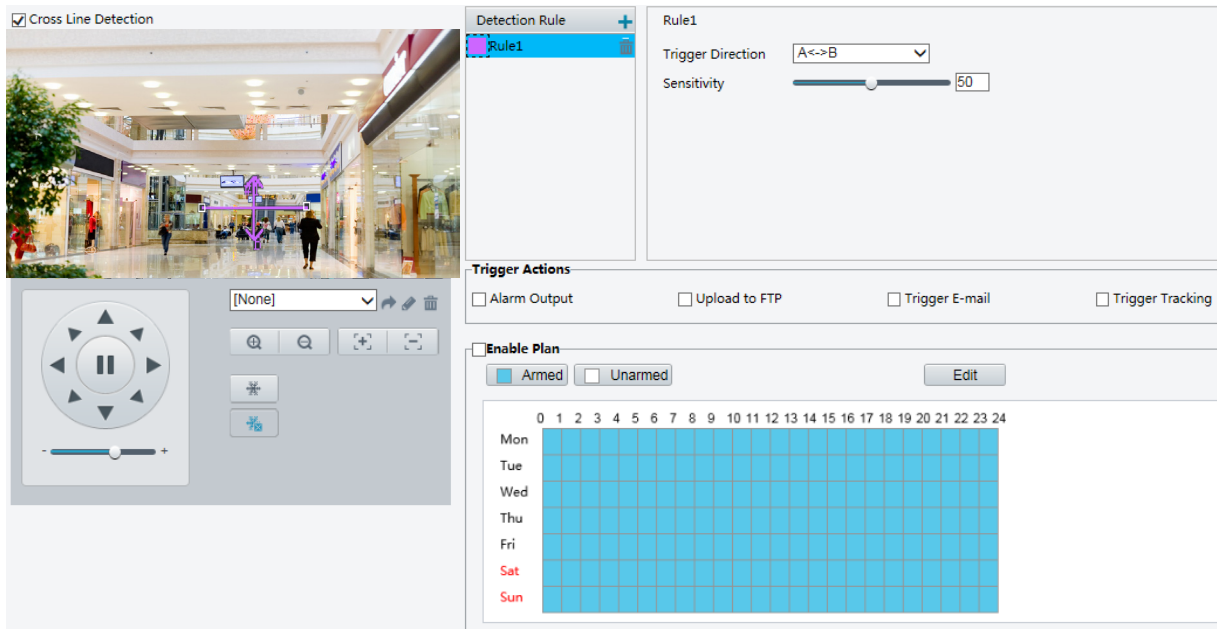 Cross Line Detection
Detection Rule
Rule1
Rule1
Trigger Direction A<->B
Sensitivity 50
Trigger Actions
Alarm Output Upload to FTP Trigger E-mail Trigger Tracking
[None]
- +
Enable Plan
Armed Unarmed Edit
0 1 2 3 4 5 6 7 8 9 10 11 12 13 14 15 16 17 18 19 20 21 22 23 24
Mon
Tue
Wed
Thu
Fri
Sat
Sun